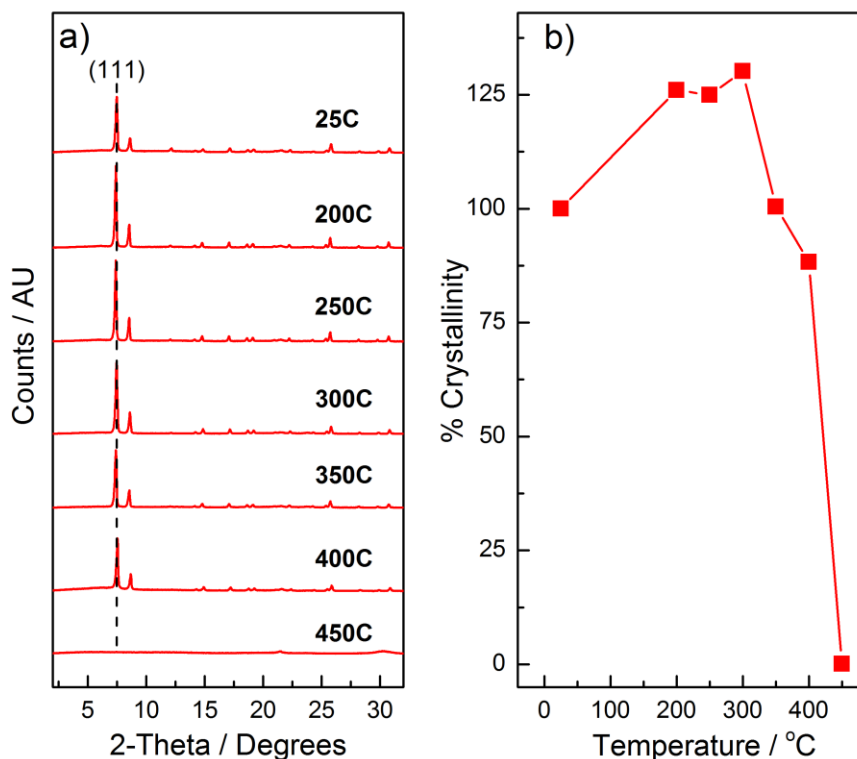 a)
(111)
25C
200C
250C
300C
350C
400C
450C
Counts / AU
5 10 15 20 25 30
2-Theta / Degrees
b)
125
100
75
50
25
0
% Crystallinity
0 100 200 300 400
Temperature / °C